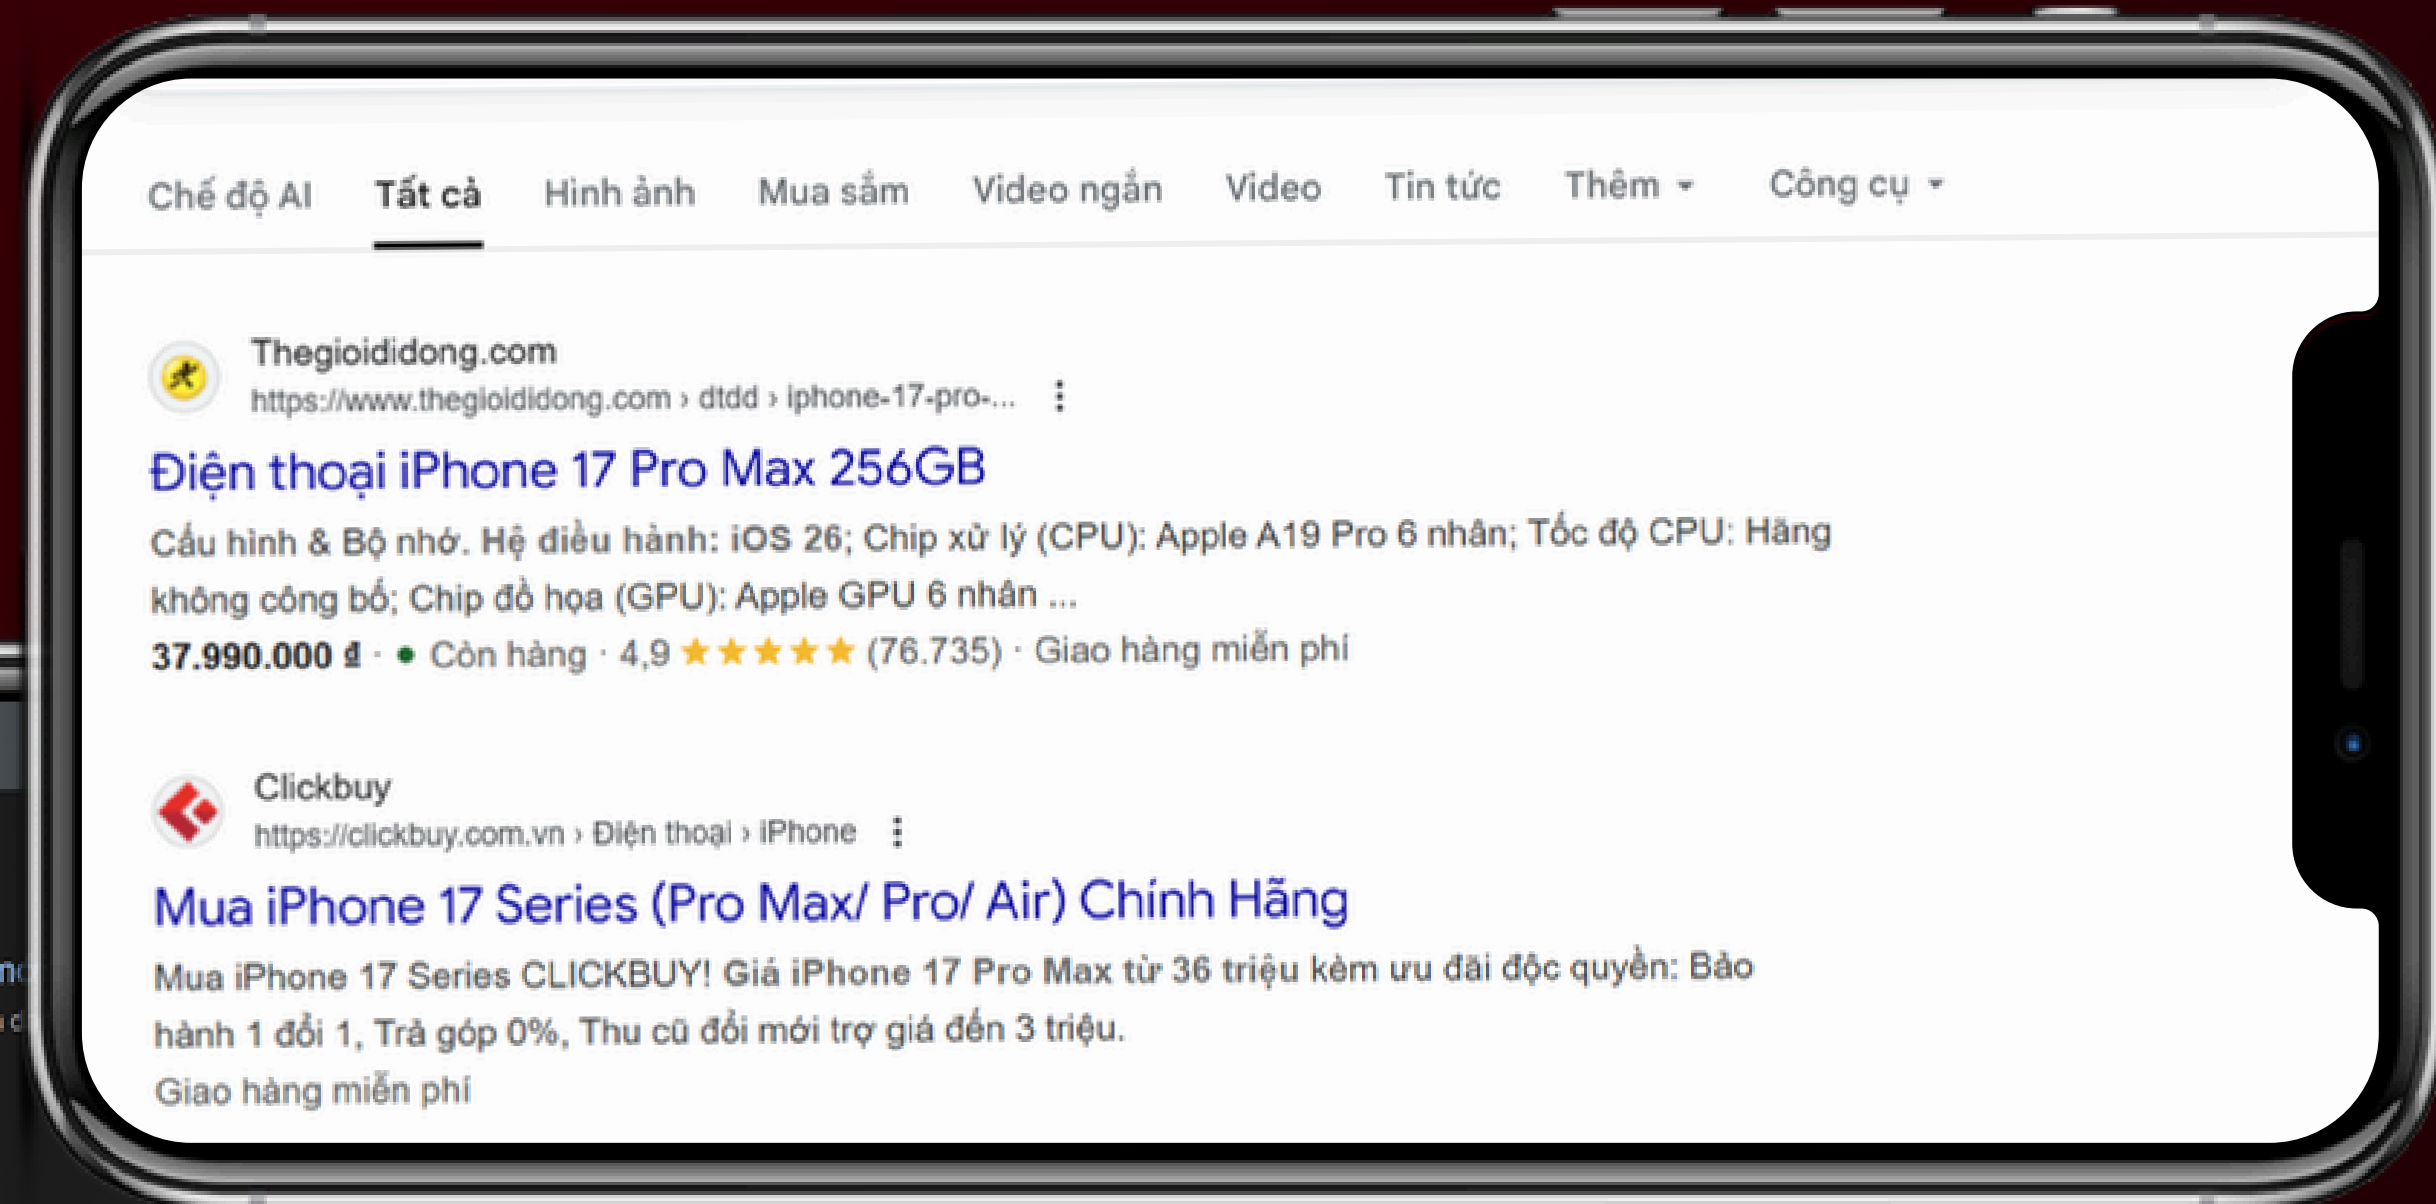 Chế độ AI Tất cả Hình ảnh Mua sắm Video ngắn Video Tin tức Thêm Công cụ
Thegioididong.com
https://www.thegioididong.com › dtdd › iphone-17-pro-...
Điện thoại iPhone 17 Pro Max 256GB
Cấu hình & Bộ nhớ. Hệ điều hành: iOS 26; Chip xử lý (CPU): Apple A19 Pro 6 nhân; Tốc độ CPU: Hãng
không công bố; Chip đồ họa (GPU): Apple GPU 6 nhân ...
37.990.000 ₫ · Còn hàng · 4,9 ★★★★★ (76.735) · Giao hàng miễn phí
Clickbuy
https://clickbuy.com.vn › Điện thoại › iPhone
Mua iPhone 17 Series (Pro Max/ Pro/ Air) Chính Hãng
Mua iPhone 17 Series CLICKBUY! Giá iPhone 17 Pro Max từ 36 triệu kèm ưu đãi độc quyền: Bảo
hành 1 đổi 1, Trả góp 0%, Thu cũ đổi mới trợ giá đến 3 triệu.
Giao hàng miễn phí